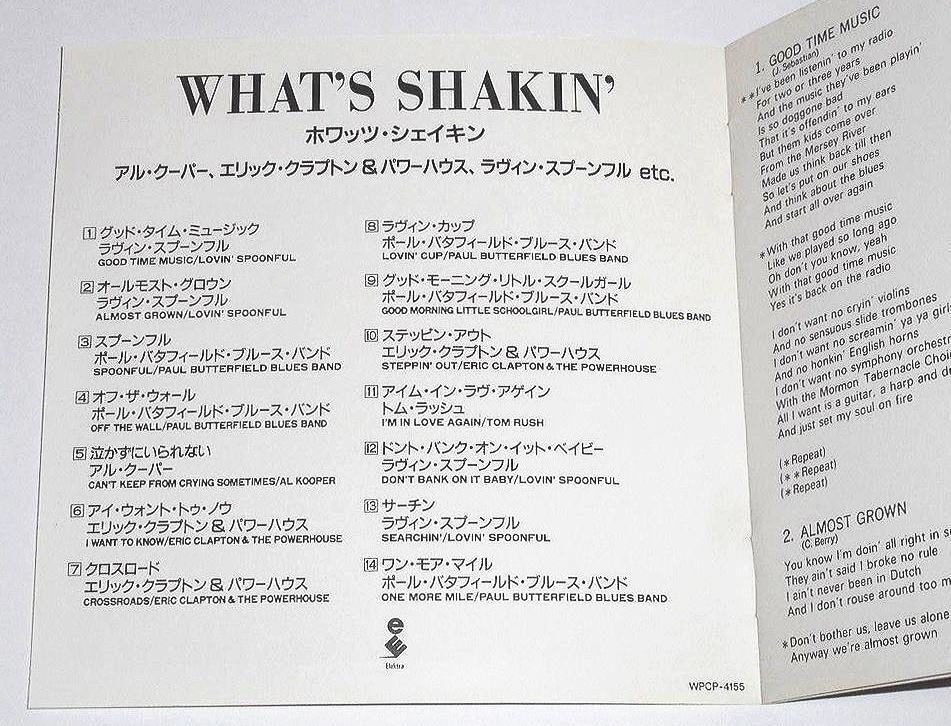 WHAT'S SHAKIN'
ホワッツ・シェイキン
アル・クーパー、エリック・クラプトン&パワーハウス、ラヴィン・スプーンフル etc.
1 グッド・タイム・ミュージック
ラヴィン・スプーンフル
GOOD TIME MUSIC/LOVIN' SPOONFUL
2 オールモスト・グロウン
ラヴィン・スプーンフル
ALMOST GROWN/LOVIN' SPOONFUL
3 スプーンフル
ポール・バタフィールド・ブルース・バンド
SPOONFUL/PAUL BUTTERFIELD BLUES BAND
4 オフ・ザ・ウォール
ポール・バタフィールド・ブルース・バンド
OFF THE WALL/PAUL BUTTERFIELD BLUES BAND
5 泣かずにいられない
アル・クーパー
CAN'T KEEP FROM CRYING SOMETIMES/AL KOOPER
6 アイ・ウォント・トゥ・ノウ
エリック・クラプトン & パワーハウス
I WANT TO KNOW/ERIC CLAPTON & THE POWERHOUSE
7 クロスロード
エリック・クラプトン & パワーハウス
CROSSROADS/ERIC CLAPTON & THE POWERHOUSE
8 ラヴィン・カップ
ポール・バタフィールド・ブルース・バンド
LOVIN' CUP/PAUL BUTTERFIELD BLUES BAND
9 グッド・モーニング・リトル・スクールガール
ポール・バタフィールド・ブルース・バンド
GOOD MORNING LITTLE SCHOOLGIRL/PAUL BUTTERFIELD BLUES BAND
10 ステッピン・アウト
エリック・クラプトン & パワーハウス
STEPPIN' OUT/ERIC CLAPTON & THE POWERHOUSE
11 アイム・イン・ラヴ・アゲイン
トム・ラッシュ
I'M IN LOVE AGAIN/TOM RUSH
12 ドント・バンク・オン・イット・ベイビー
ラヴィン・スプーンフル
DON'T BANK ON IT BABY/LOVIN' SPOONFUL
13 サーチン
ラヴィン・スプーンフル
SEARCHIN'/LOVIN' SPOONFUL
14 ワン・モア・マイル
ポール・バタフィールド・ブルース・バンド
ONE MORE MILE/PAUL BUTTERFIELD BLUES BAND
e
Elektra
WPCP-4155
1. GOOD TIME MUSIC
(J. Sebastian)
**I've been listenin' to my radio
For two or three years
And the music they've been playin'
Is so doggone bad
That it's offendin' to my ears
But them kids come over
From the Mersey River
Made us think back till then
So let's put on our shoes
And think about the blues
And start all over again
*With that good time music
Like we played so long ago
Oh don't you know, yeah
With that good time music
Yes it's back on the radio
I don't want no cryin' violins
And no sensuous slide trombones
I don't want no screamin' ya ya girls
And no honkin' English horns
I don't want no symphony orchestr
With the Mormon Tabernacle Choi
All I want is a guitar, a harp and dr
And just set my soul on fire
(*Repeat)
(**Repeat)
(*Repeat)
2. ALMOST GROWN
(C. Berry)
You know I'm doin' all right in s
They ain't said I broke no rule
I ain't never been in Dutch
And I don't rouse around too m
*Don't bother us, leave us alone
Anyway we're almost grown